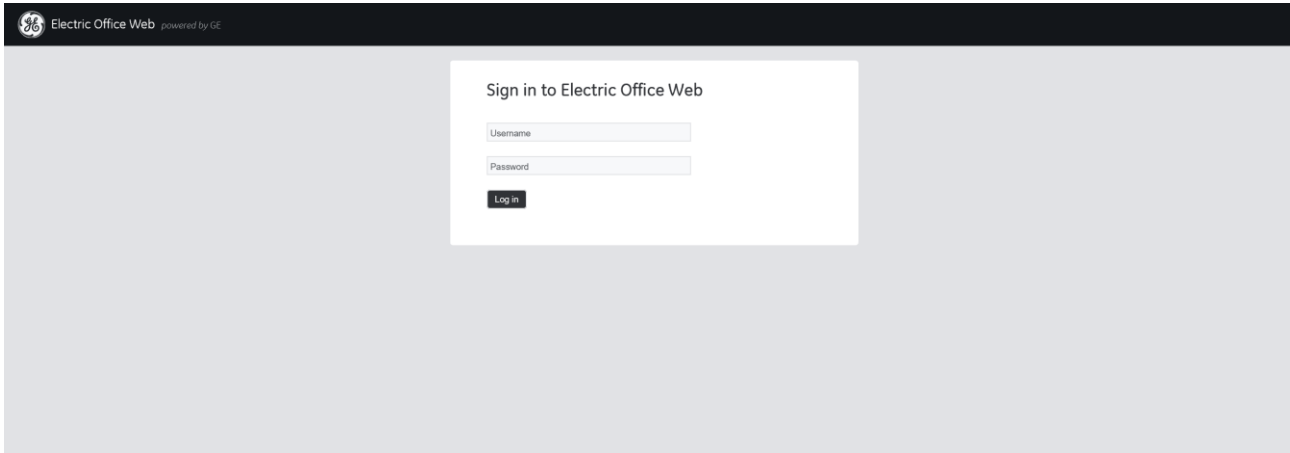 Electric Office Web powered by GE
Sign in to Electric Office Web
Username
Password
Log in